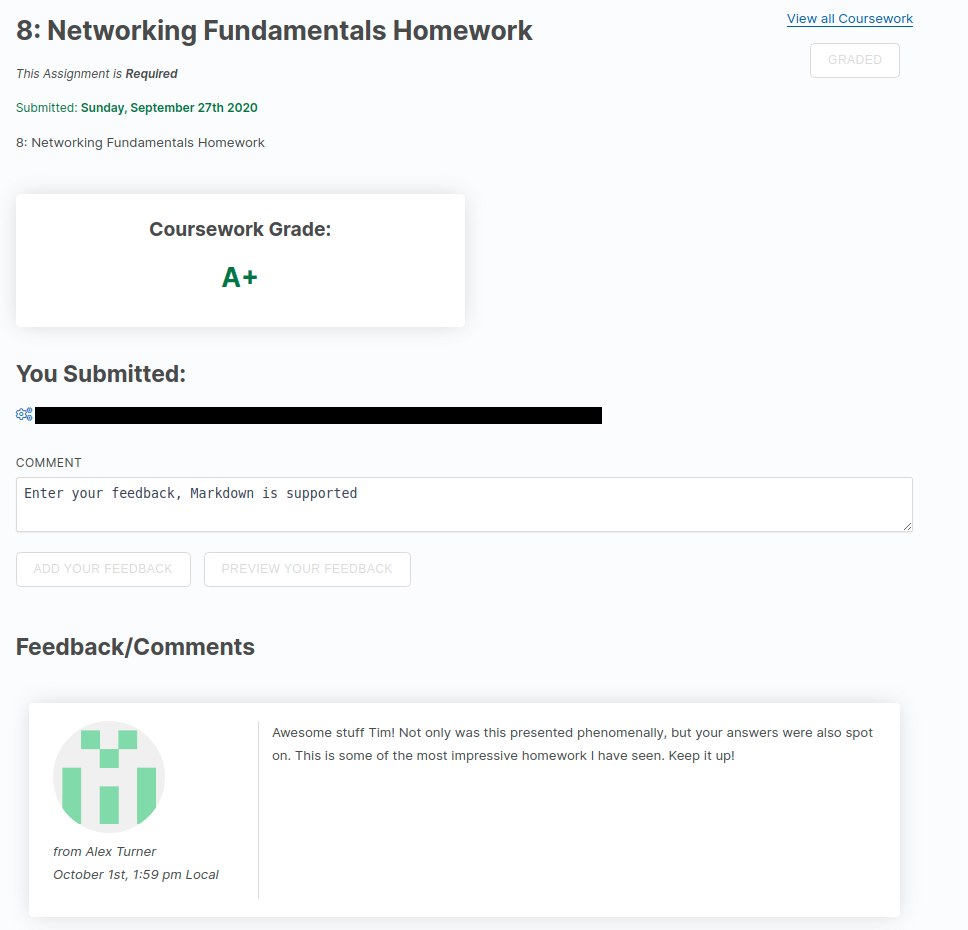 8: Networking Fundamentals Homework
View all Coursework
GRADED
This Assignment is Required
Submitted: Sunday, September 27th 2020
8: Networking Fundamentals Homework
Coursework Grade:
A+
You Submitted:
COMMENT
Enter your feedback, Markdown is supported
ADD YOUR FEEDBACK
PREVIEW YOUR FEEDBACK
Feedback/Comments
Awesome stuff Tim! Not only was this presented phenomenally, but your answers were also spot
on. This is some of the most impressive homework I have seen. Keep it up!
from Alex Turner
October 1st, 1:59 pm Local